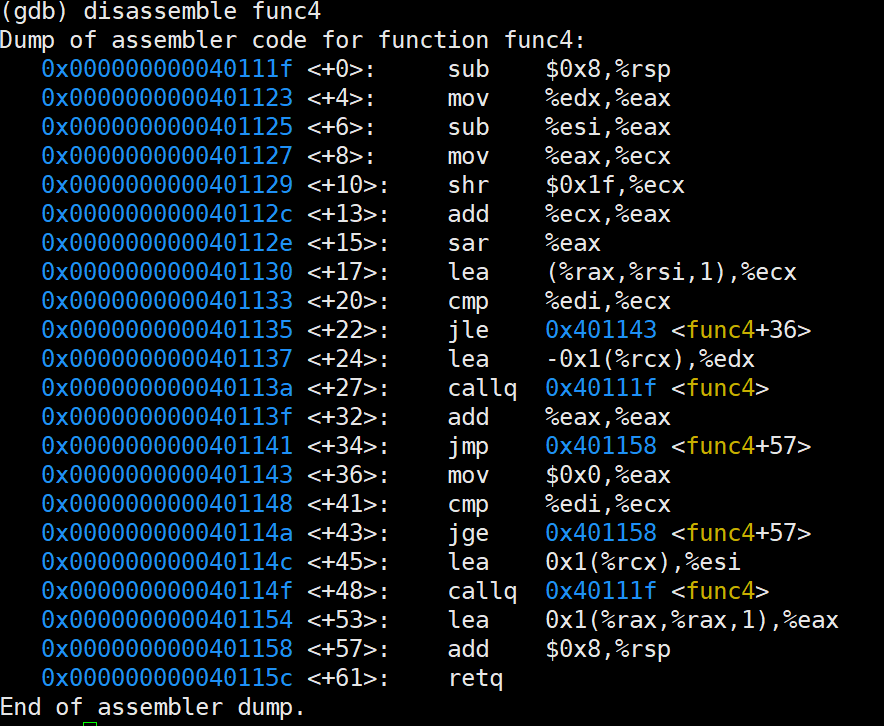 (gdb) disassemble func4
Dump of assembler code for function func4:
   0x000000000040111f <+0>:     sub    $0x8,%rsp
   0x0000000000401123 <+4>:     mov    %edx,%eax
   0x0000000000401125 <+6>:     sub    %esi,%eax
   0x0000000000401127 <+8>:     mov    %eax,%ecx
   0x0000000000401129 <+10>:    shr    $0x1f,%ecx
   0x000000000040112c <+13>:    add    %ecx,%eax
   0x000000000040112e <+15>:    sar    %eax
   0x0000000000401130 <+17>:    lea    (%rax,%rsi,1),%ecx
   0x0000000000401133 <+20>:    cmp    %edi,%ecx
   0x0000000000401135 <+22>:    jle    0x401143 <func4+36>
   0x0000000000401137 <+24>:    lea    -0x1(%rcx),%edx
   0x000000000040113a <+27>:    callq  0x40111f <func4>
   0x000000000040113f <+32>:    add    %eax,%eax
   0x0000000000401141 <+34>:    jmp    0x401158 <func4+57>
   0x0000000000401143 <+36>:    mov    $0x0,%eax
   0x0000000000401148 <+41>:    cmp    %edi,%ecx
   0x000000000040114a <+43>:    jge    0x401158 <func4+57>
   0x000000000040114c <+45>:    lea    0x1(%rcx),%esi
   0x000000000040114f <+48>:    callq  0x40111f <func4>
   0x0000000000401154 <+53>:    lea    0x1(%rax,%rax,1),%eax
   0x0000000000401158 <+57>:    add    $0x8,%rsp
   0x000000000040115c <+61>:    retq
End of assembler dump.